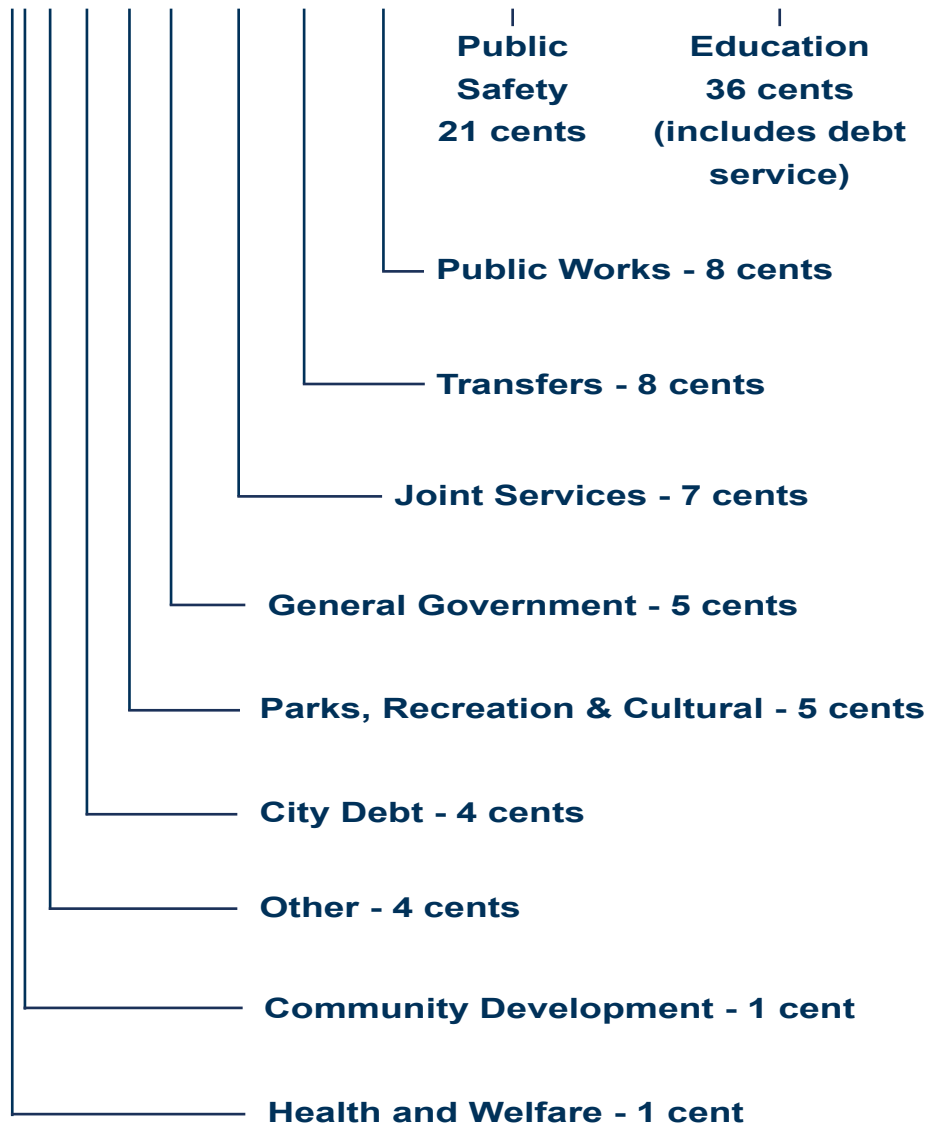 Public
Safety
21 cents
Education
36 cents
(includes debt
service)
Public Works - 8 cents
Transfers - 8 cents
Joint Services - 7 cents
General Government - 5 cents
Parks, Recreation & Cultural - 5 cents
City Debt - 4 cents
Other - 4 cents
Community Development - 1 cent
Health and Welfare - 1 cent